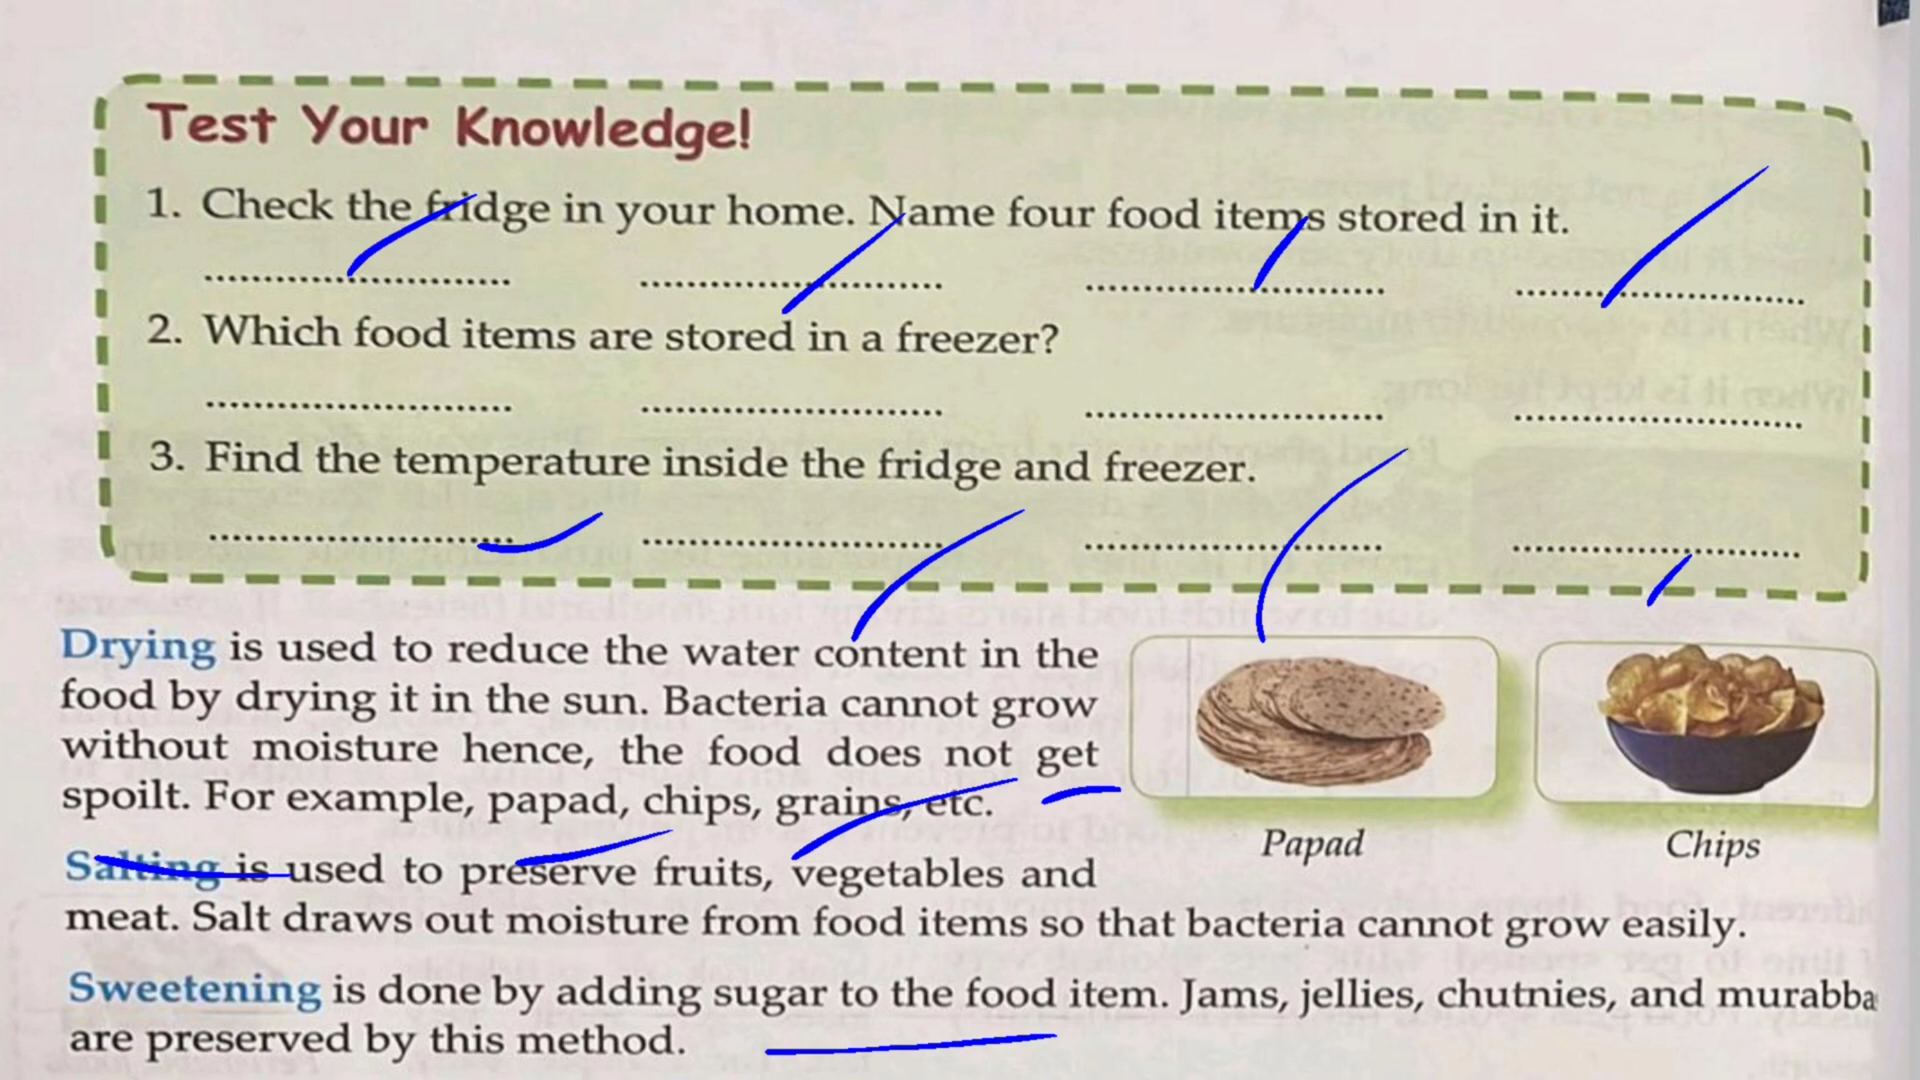 Test Your Knowledge!
1. Check the fridge in your home. Name four food items stored in it.
2. Which food items are stored in a freezer?
3. Find the temperature inside the fridge and freezer.
Drying is used to reduce the water content in the
food by drying it in the sun. Bacteria cannot grow
without moisture hence, the food does not get
spoilt. For example, papad, chips, grains, etc.
Papad
Chips
Salting is used to preserve fruits, vegetables and
meat. Salt draws out moisture from food items so that bacteria cannot grow easily.
Sweetening is done by adding sugar to the food item. Jams, jellies, chutnies, and murabba
are preserved by this method.